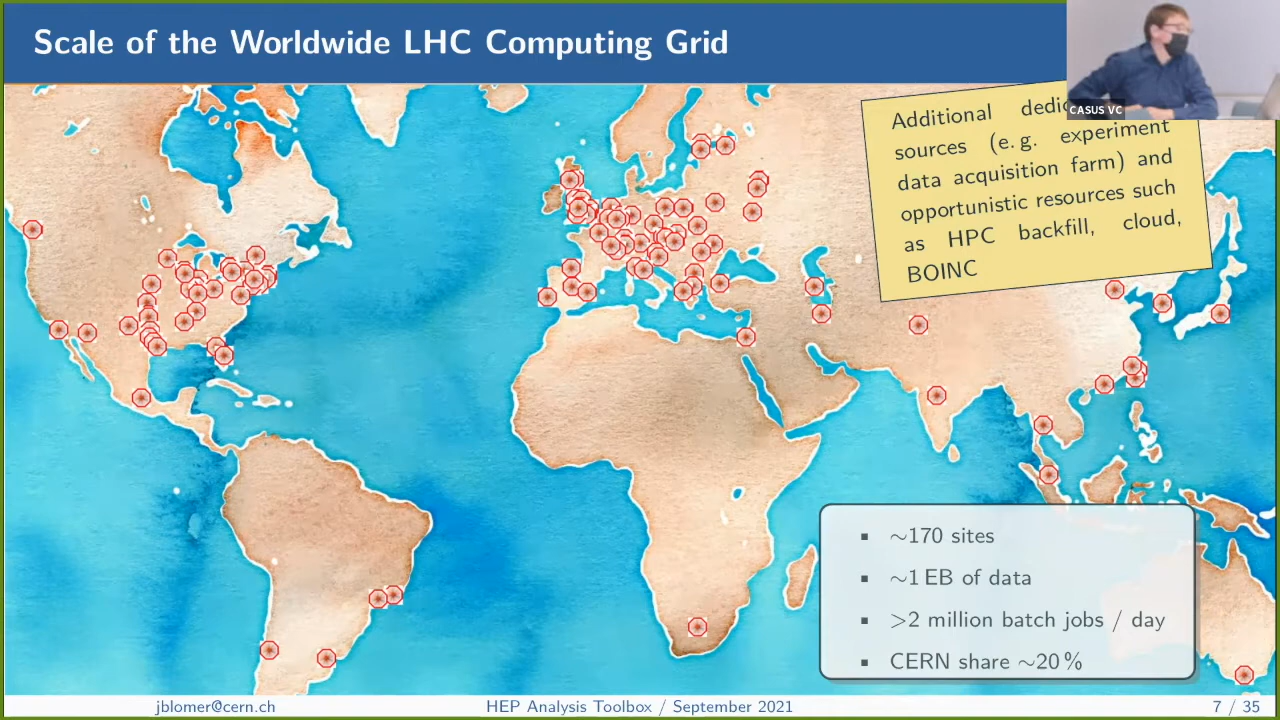 Scale of the Worldwide LHC Computing Grid
CASUS VC
Additional
sources (e. g. experiment
data acquisition farm) and
opportunistic resources such
as HPC backfill, cloud,
BOINC
▪ ∼170 sites
▪ ∼1 EB of data
▪ >2 million batch jobs / day
▪ CERN share ∼20 %
jblomer@cern.ch HEP Analysis Toolbox / September 2021 7 / 35